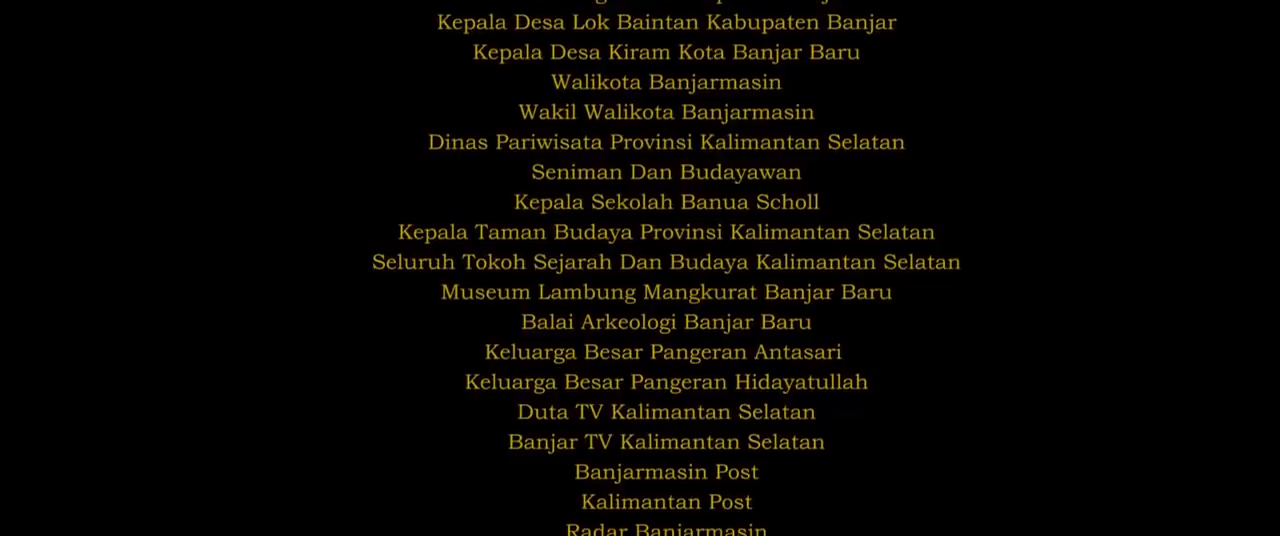 Kepala Desa Lok Baintan Kabupaten Banjar
Kepala Desa Kiram Kota Banjar Baru
Walikota Banjarmasin
Wakil Walikota Banjarmasin
Dinas Pariwisata Provinsi Kalimantan Selatan
Seniman Dan Budayawan
Kepala Sekolah Banua Scholl
Kepala Taman Budaya Provinsi Kalimantan Selatan
Seluruh Tokoh Sejarah Dan Budaya Kalimantan Selatan
Museum Lambung Mangkurat Banjar Baru
Balai Arkeologi Banjar Baru
Keluarga Besar Pangeran Antasari
Keluarga Besar Pangeran Hidayatullah
Duta TV Kalimantan Selatan
Banjar TV Kalimantan Selatan
Banjarmasin Post
Kalimantan Post
Radar Banjarmasin